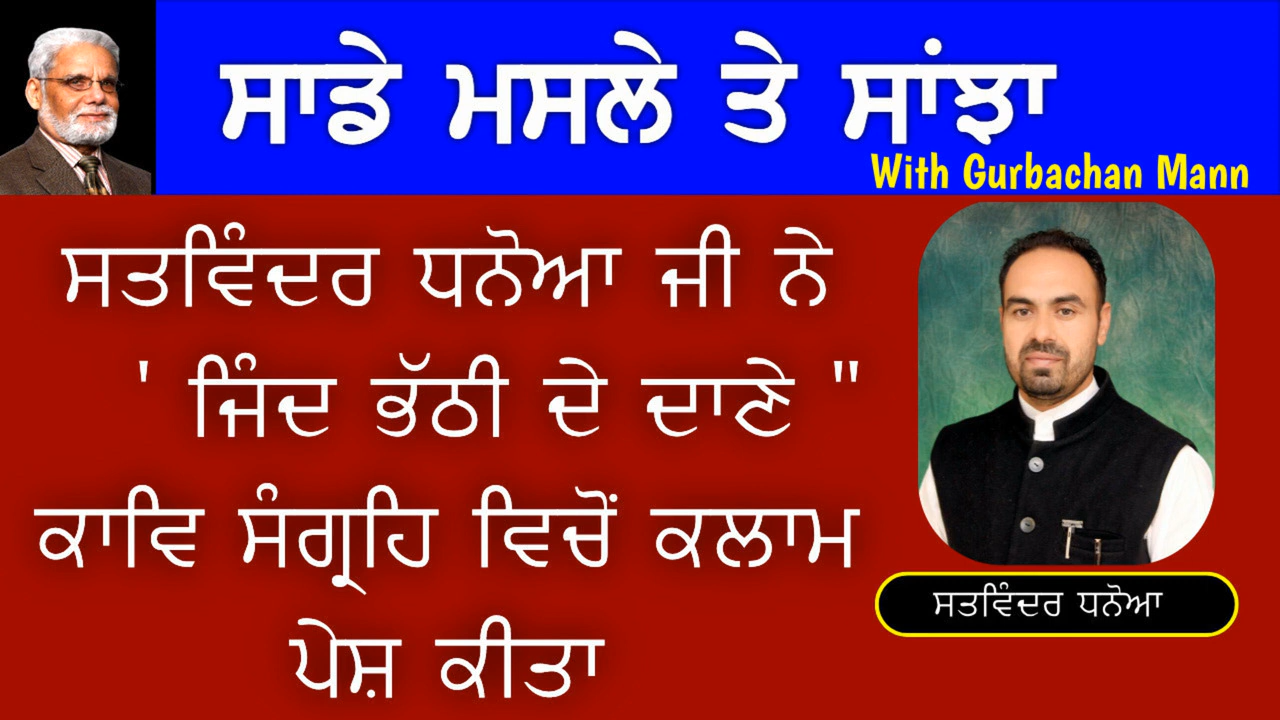 ਸਾਡੇ ਮਸਲੇ ਤੇ ਸਾਂਝਾ
With Gurbachan Mann
ਸਤਵਿੰਦਰ ਧਨੋਆ ਜੀ ਨੇ
' ਜਿੰਦ ਭੱਠੀ ਦੇ ਦਾਣੇ "
ਕਾਵਿ ਸੰਗ੍ਰਹਿ ਵਿਚੋਂ ਕਲਾਮ
ਪੇਸ਼ ਕੀਤਾ
ਸਤਵਿੰਦਰ ਧਨੋਆ